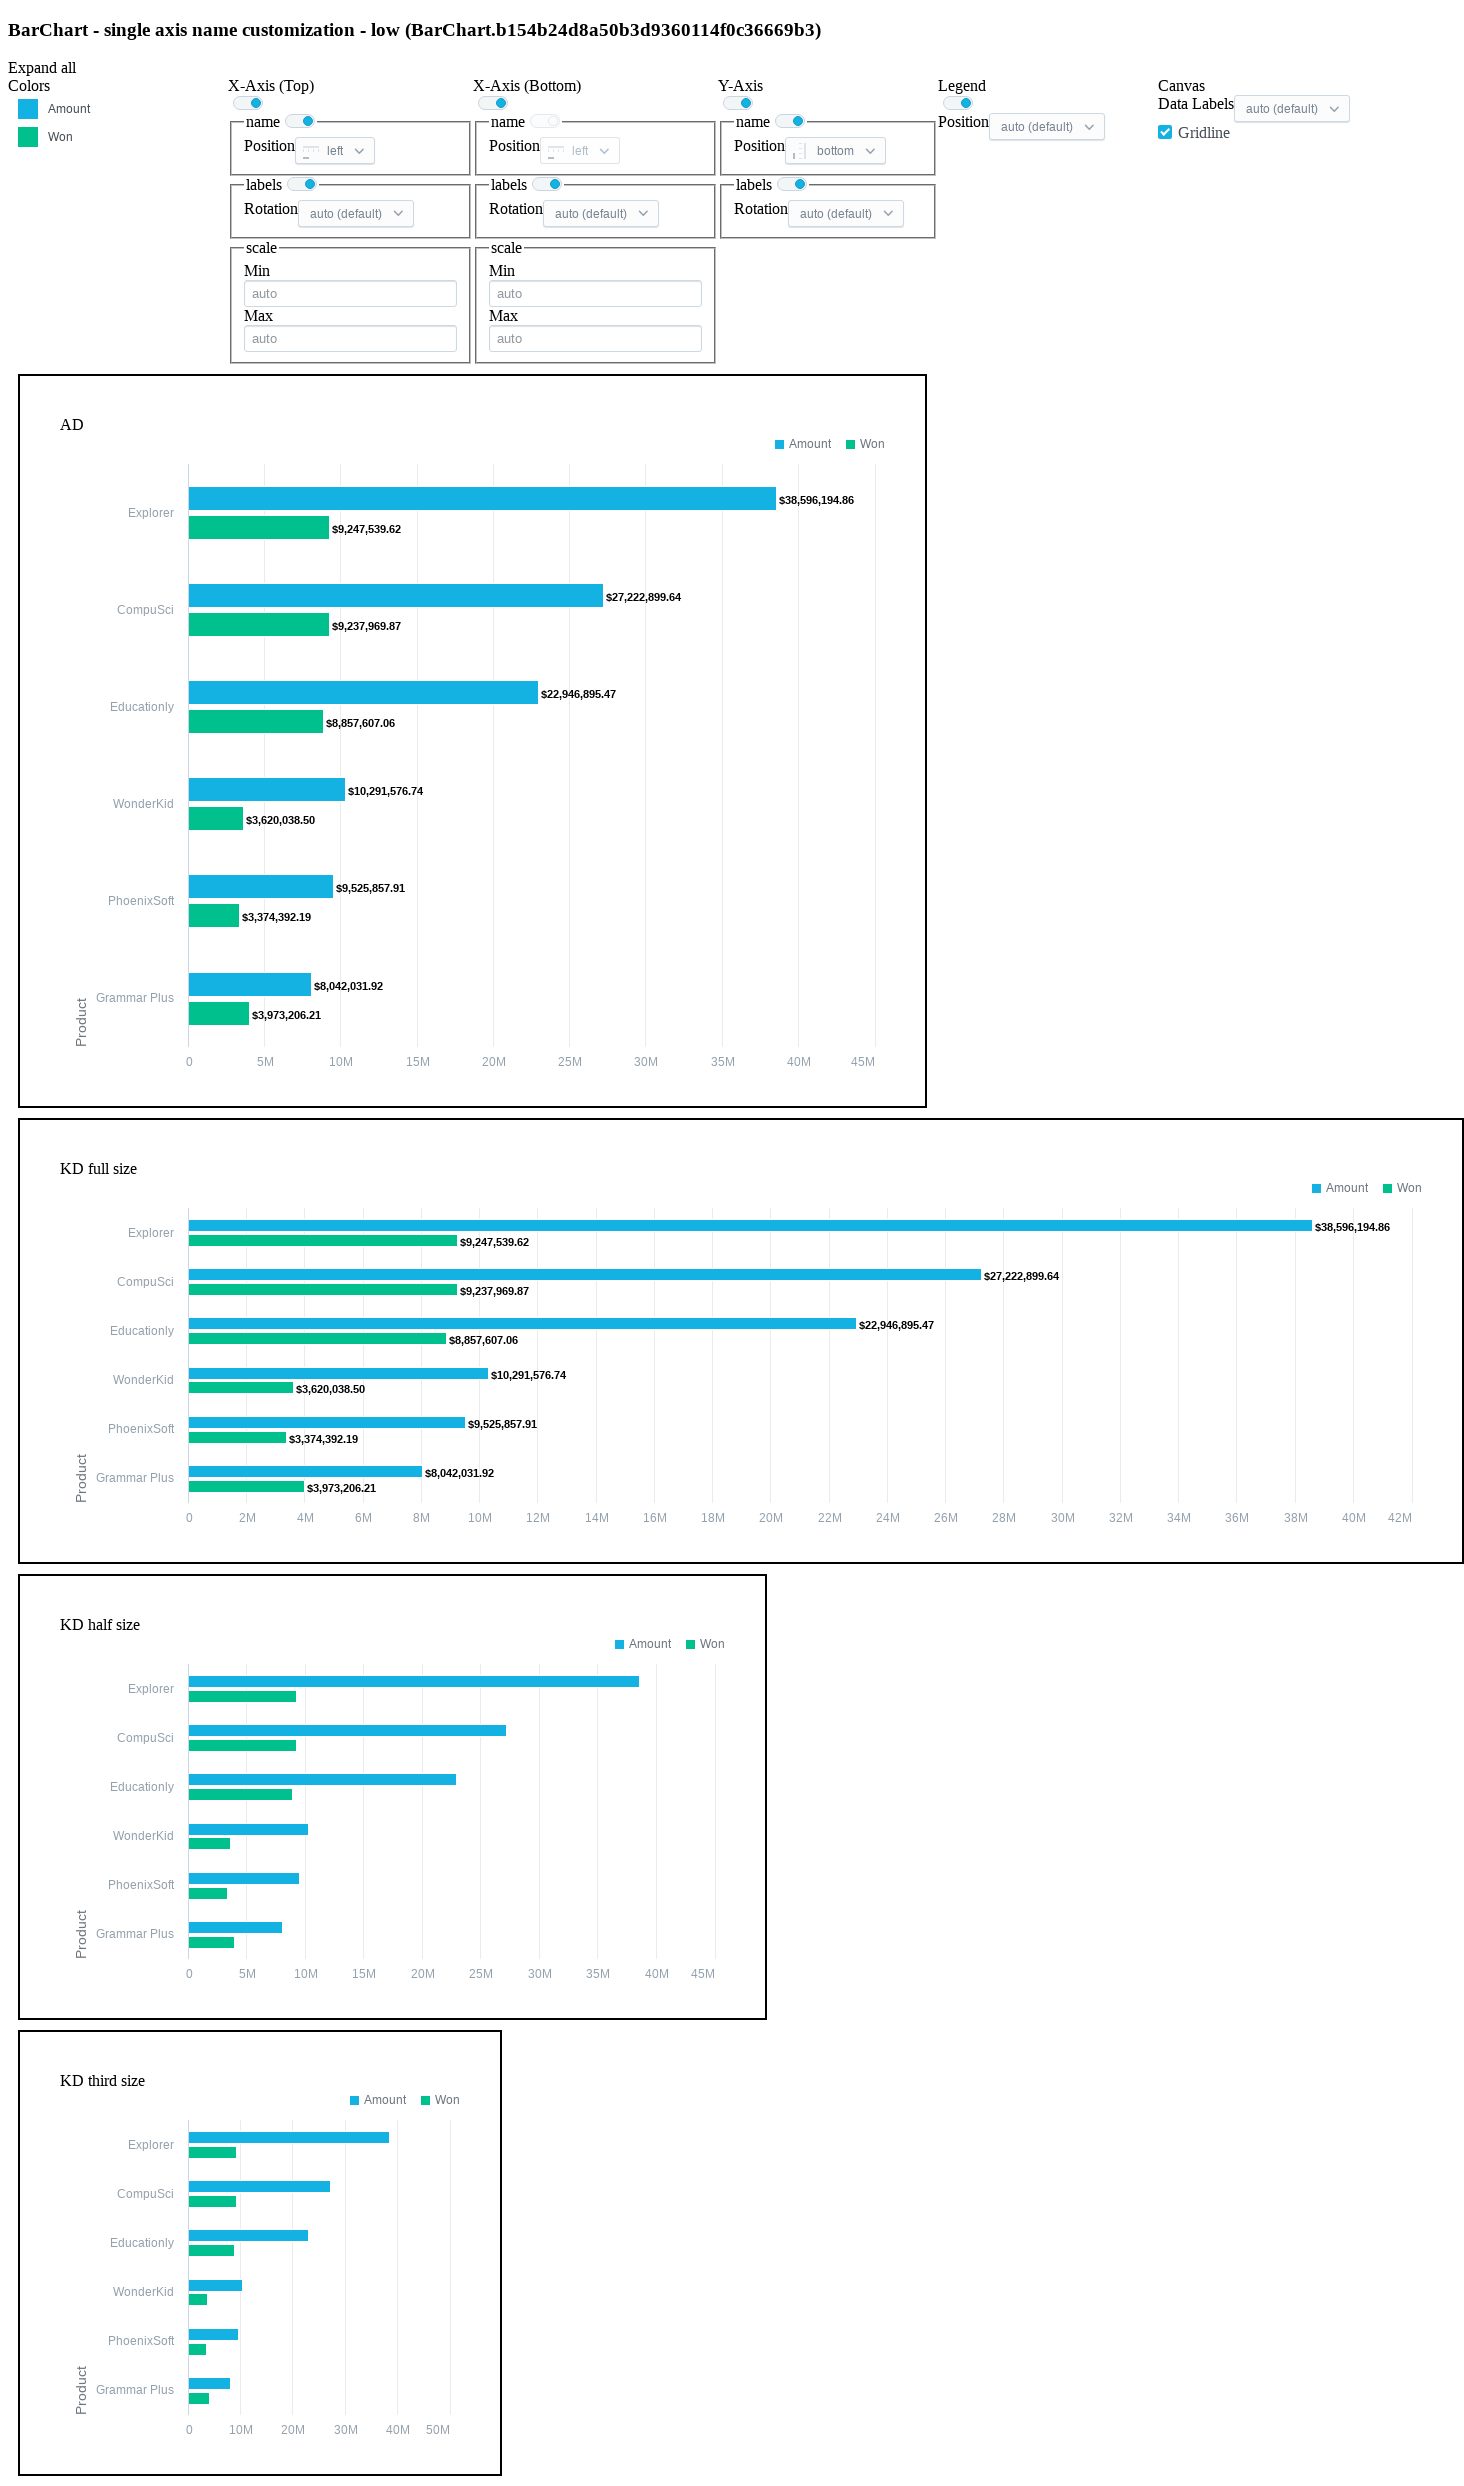 BarChart - single axis name customization - low (BarChart.b154b24d8a50b3d9360114f0c36669b3)
Expand all
Colors
Amount
Won
X-Axis (Top)
name
Position left
labels
Rotation auto (default)
scale
Min
auto
Max
auto
X-Axis (Bottom)
name
Position left
labels
Rotation auto (default)
scale
Min
auto
Max
auto
Y-Axis
name
Position bottom
labels
Rotation auto (default)
Legend
Position auto (default)
Canvas
Data Labels auto (default)
Gridline
AD
Amount Won
Explorer
$38,596,194.86
$9,247,539.62
CompuSci
$27,222,899.64
$9,237,969.87
Educationly
$22,946,895.47
$8,857,607.06
WonderKid
$10,291,576.74
$3,620,038.50
PhoenixSoft
$9,525,857.91
$3,374,392.19
Grammar Plus
$8,042,031.92
$3,973,206.21
Product
0 5M 10M 15M 20M 25M 30M 35M 40M 45M
KD full size
Amount Won
Explorer
$38,596,194.86
$9,247,539.62
CompuSci
$27,222,899.64
$9,237,969.87
Educationly
$22,946,895.47
$8,857,607.06
WonderKid
$10,291,576.74
$3,620,038.50
PhoenixSoft
$9,525,857.91
$3,374,392.19
Grammar Plus
$8,042,031.92
$3,973,206.21
Product
0 2M 4M 6M 8M 10M 12M 14M 16M 18M 20M 22M 24M 26M 28M 30M 32M 34M 36M 38M 40M 42M
KD half size
Amount Won
Explorer
CompuSci
Educationly
WonderKid
PhoenixSoft
Grammar Plus
Product
0 5M 10M 15M 20M 25M 30M 35M 40M 45M
KD third size
Amount Won
Explorer
CompuSci
Educationly
WonderKid
PhoenixSoft
Grammar Plus
Product
0 10M 20M 30M 40M 50M